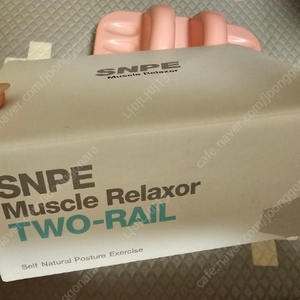 SNPE
Muscle Relaxor
SNPE
Muscle Relaxor
TWO-RAIL
Self Natural Posture Exercise